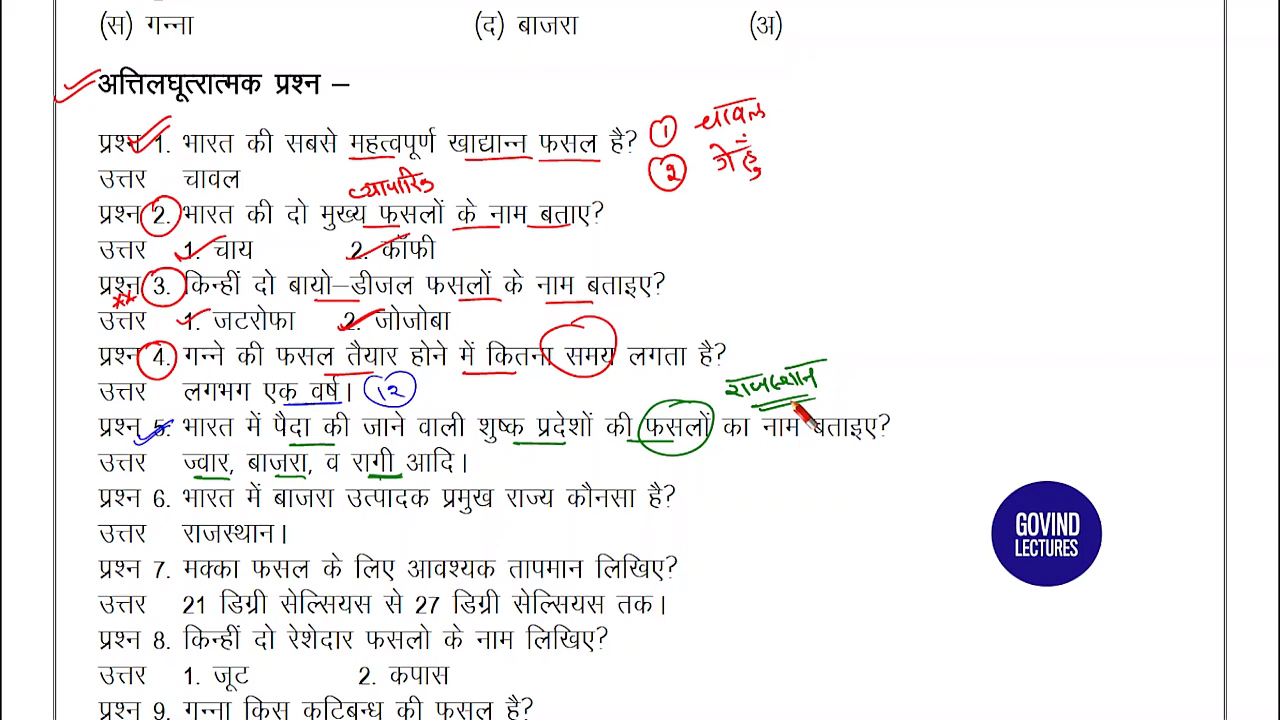 (स) गन्ना (द) बाजरा (अ)
अत्तिलघूत्रात्मक प्रश्न –
प्रश्न 1. भारत की सबसे महत्वपूर्ण खाद्यान्न फसल है? ① चावल
② गेहूं
उत्तर चावल
व्यापारिक
प्रश्न 2. भारत की दो मुख्य फसलों के नाम बताए?
उत्तर 1. चाय 2. कॉफी
प्रश्न 3. किन्हीं दो बायो–डीजल फसलों के नाम बताइए?
** उत्तर 1. जटरोफा 2. जोजोबा
प्रश्न 4. गन्ने की फसल तैयार होने में कितना समय लगता है?
उत्तर लगभग एक वर्ष। १२
राजस्थान
प्रश्न 5. भारत में पैदा की जाने वाली शुष्क प्रदेशों की फसलों का नाम बताइए?
उत्तर ज्वार, बाजरा, व रागी आदि।
प्रश्न 6. भारत में बाजरा उत्पादक प्रमुख राज्य कौनसा है?
उत्तर राजस्थान।
प्रश्न 7. मक्का फसल के लिए आवश्यक तापमान लिखिए?
उत्तर 21 डिग्री सेल्सियस से 27 डिग्री सेल्सियस तक।
प्रश्न 8. किन्हीं दो रेशेदार फसलो के नाम लिखिए?
उत्तर 1. जूट 2. कपास
प्रश्न 9. गन्ना किस कटिबन्ध की फसल है?
GOVIND
LECTURES